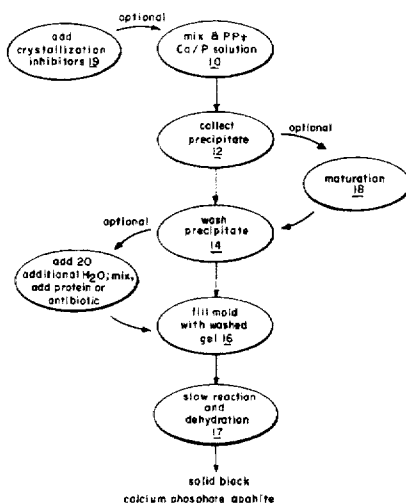 optional
add
crystallization
inhibitors 19
mix & PPT
Ca/P solution
10
collect
precipitate
12
optional
maturation
18
optional
wash
precipitate
14
add 20
additional H₂O; mix,
add protein or
antibiotic
fill mold
with washed
gel 16
slow reaction
and
dehydration
17
solid block
calcium phosphate apatite